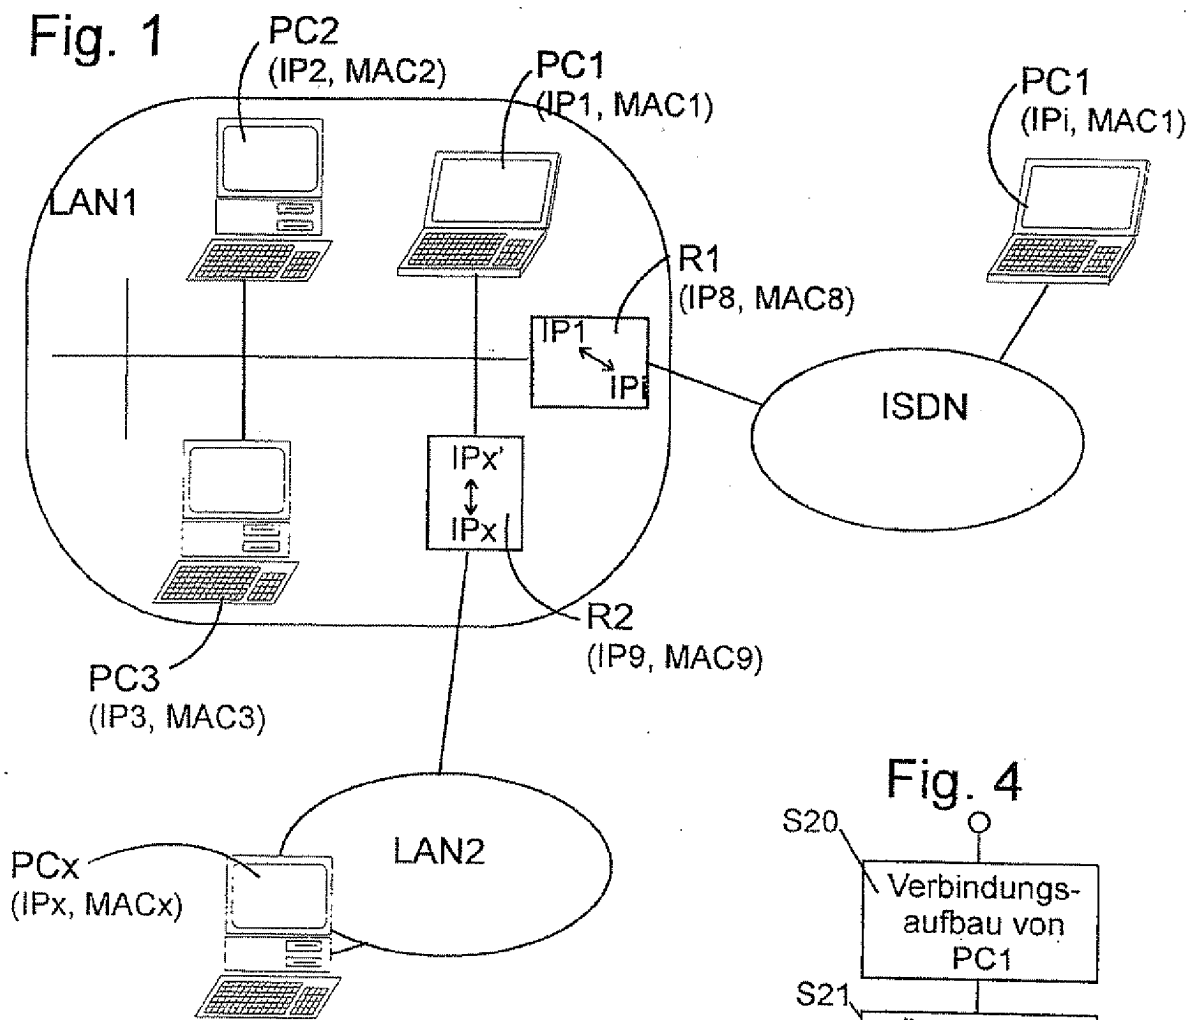 Fig. 1
PC2
(IP2, MAC2)
PC1
(IP1, MAC1)
PC1
(IPi, MAC1)
LAN1
R1
(IP8, MAC8)
IP1
IPi
ISDN
IPx'
IPx
R2
(IP9, MAC9)
PC3
(IP3, MAC3)
LAN2
PCx
(IPx, MACx)
Fig. 4
S20
Verbindungs-
aufbau von
PC1
S21